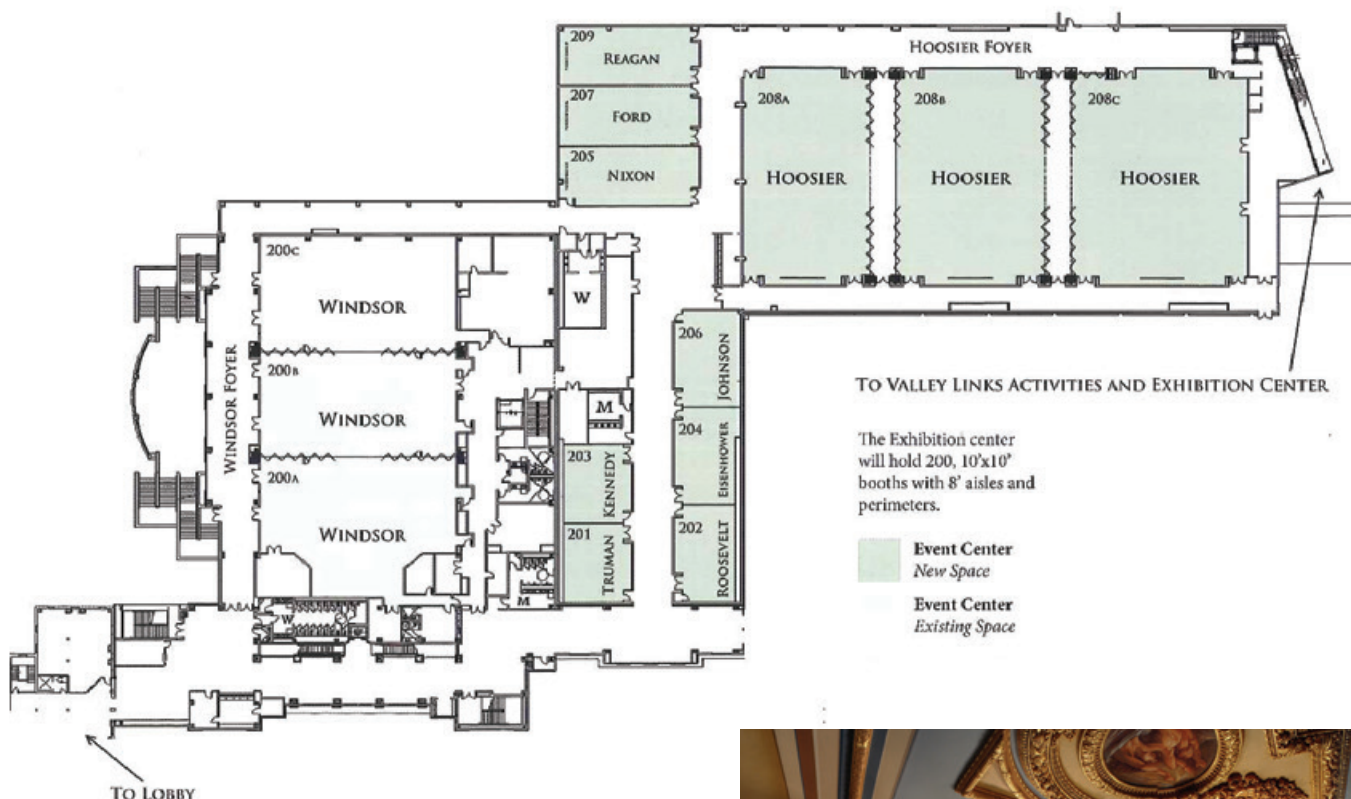 209
REAGAN
207
FORD
205
NIXON
HOOSIER FOYER
208A
208B
208C
HOOSIER
HOOSIER
HOOSIER
200C
WINDSOR
200B
WINDSOR
200A
WINDSOR
WINDSOR FOYER
W
M
203
KENNEDY
201
TRUMAN
206
JOHNSON
204
EISENHOWER
202
ROOSEVELT
W
M
TO VALLEY LINKS ACTIVITIES AND EXHIBITION CENTER
The Exhibition center
will hold 200, 10'x10'
booths with 8' aisles and
perimeters.
Event Center
New Space
Event Center
Existing Space
TO LOBBY